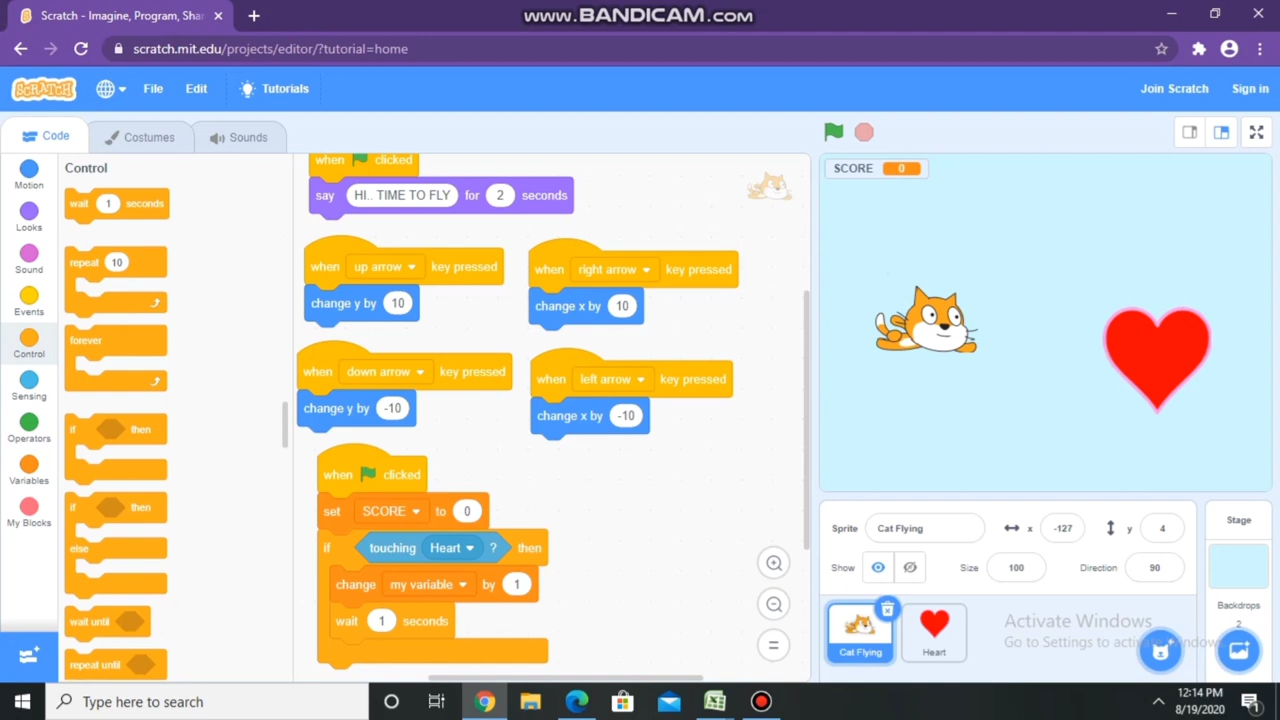 Scratch - Imagine, Program, Shar
www.BANDICAM.com
scratch.mit.edu/projects/editor/?tutorial=home
SCRATCH
File
Edit
Tutorials
Join Scratch
Sign in
Code
Costumes
Sounds
Motion
Looks
Sound
Events
Control
Sensing
Operators
Variables
My Blocks
Control
wait 1 seconds
repeat 10
forever
if then
if then
else
wait until
repeat until
when clicked
say HI.. TIME TO FLY for 2 seconds
when up arrow key pressed
change y by 10
when right arrow key pressed
change x by 10
when down arrow key pressed
change y by -10
when left arrow key pressed
change x by -10
when clicked
set SCORE to 0
if touching Heart ? then
change my variable by 1
wait 1 seconds
SCORE 0
Sprite Cat Flying x -127 y 4
Show Size 100 Direction 90
Cat Flying
Heart
Stage
Backdrops
2
Activate Windows
Go to Settings to activate Windows.
Type here to search
12:14 PM
8/19/2020
1